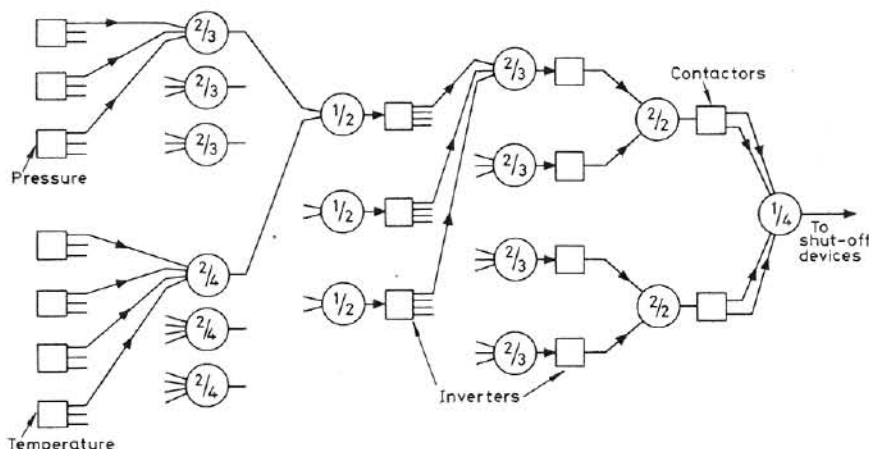 2/3
2/3
2/3
Pressure
2/4
2/4
2/4
Temperature
1/2
1/2
1/2
2/3
2/3
2/3
2/3
Inverters
2/2
2/2
Contactors
1/4
To
shut-off
devices